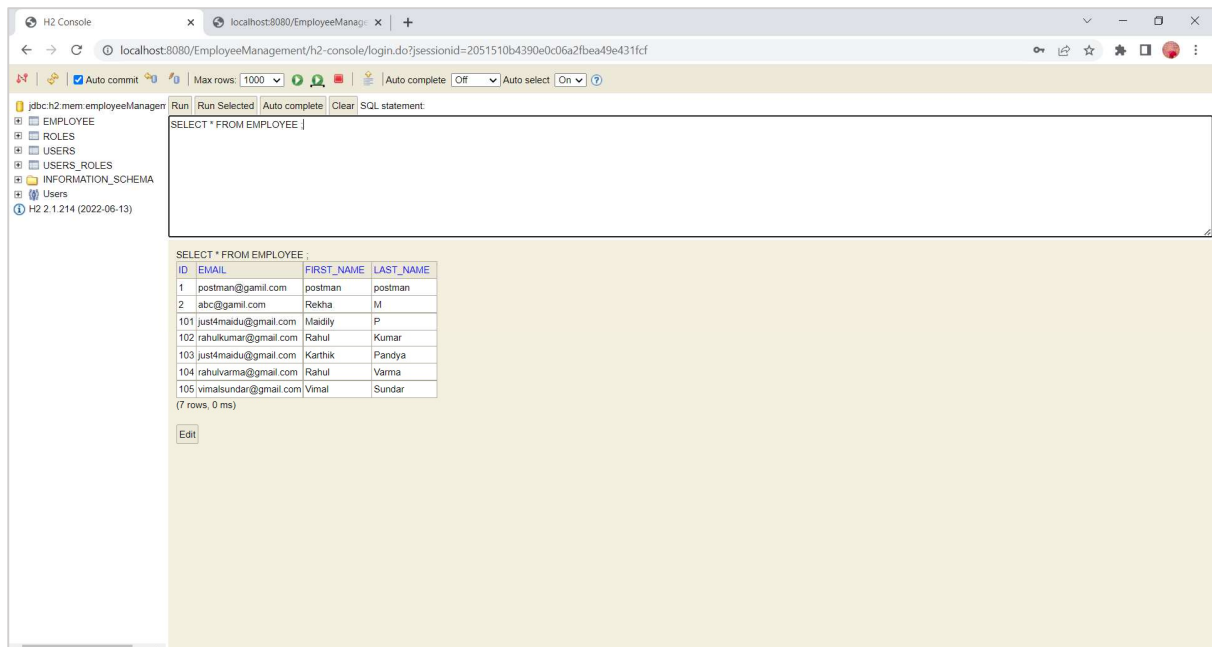 H2 Console
localhost:8080/EmployeeManage
localhost:8080/EmployeeManagement/h2-console/login.do?jsessionid=2051510b4390e0c06a2fbea49e431fcf
Auto commit Max rows: 1000 Auto complete Off Auto select On
jdbc:h2:mem:employeeManagem Run Run Selected Auto complete Clear SQL statement:
EMPLOYEE
ROLES
USERS
USERS_ROLES
INFORMATION_SCHEMA
Users
H2 2.1.214 (2022-06-13)
SELECT * FROM EMPLOYEE ;
SELECT * FROM EMPLOYEE ;
ID EMAIL FIRST_NAME LAST_NAME
1 postman@gamil.com postman postman
2 abc@gamil.com Rekha M
101 just4maidu@gmail.com Maidily P
102 rahulkumar@gmail.com Rahul Kumar
103 just4maidu@gmail.com Karthik Pandya
104 rahulvarma@gmail.com Rahul Varma
105 vimalsundar@gmail.com Vimal Sundar
(7 rows, 0 ms)
Edit